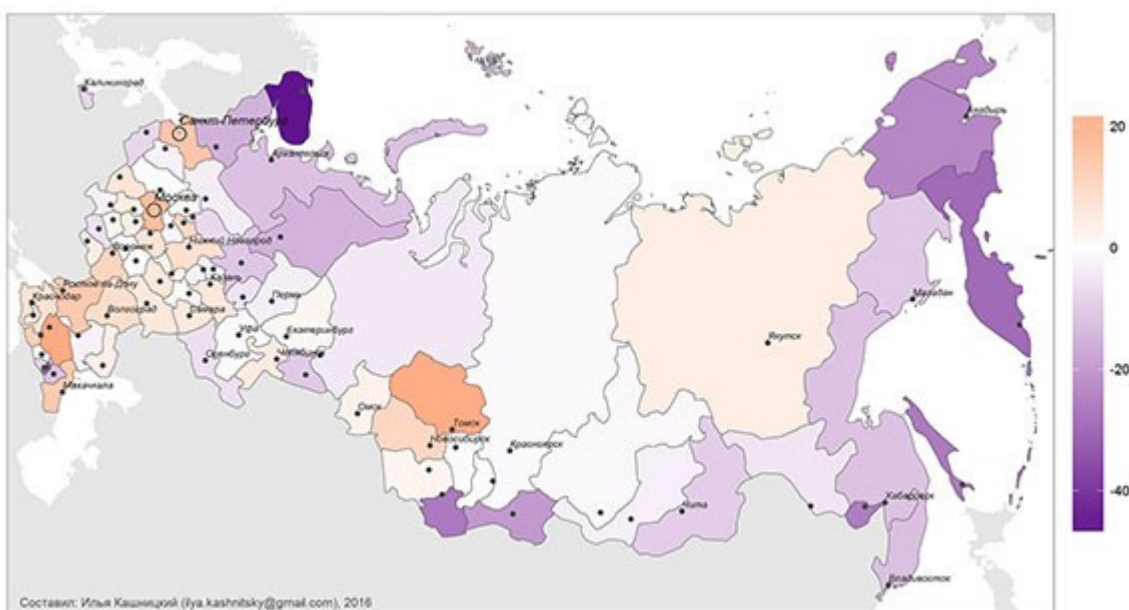 Калининград
Санкт-Петербург
Архангельск
Анадырь
Москва
Нижний Новгород
Воронеж
Казань
Ростов-на-Дону
Краснодар
Волгоград
Самара
Пермь
Уфа
Екатеринбург
Оренбург
Челябинск
Махачкала
Омск
Томск
Новосибирск
Красноярск
Якутск
Магадан
Чита
Хабаровск
Владивосток
20
0
-20
-40
Составил: Илья Кашницкий (ilya.kashnitsky@gmail.com), 2016